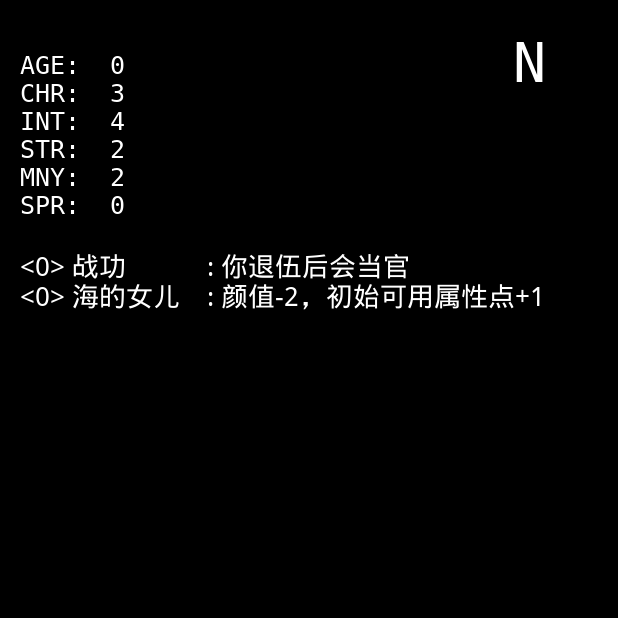 N
AGE: 0
CHR: 3
INT: 4
STR: 2
MNY: 2
SPR: 0
<O> 战功 : 你退伍后会当官
<O> 海的女儿 : 颜值-2，初始可用属性点+1